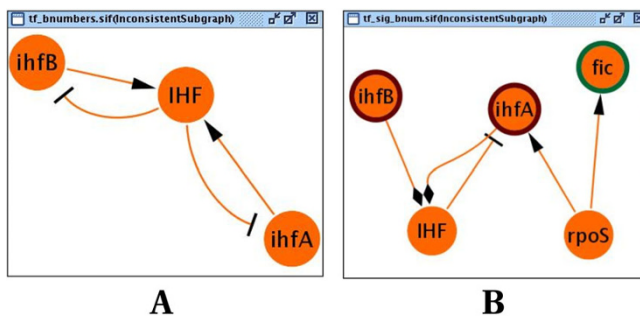 tf_bnumbers.sif(InconsistentSubgraph)
ihfB
IHF
ihfA
A
tf_sig_bnum.sif(InconsistentSubgraph)
fic
ihfB
ihfA
IHF
rpoS
B